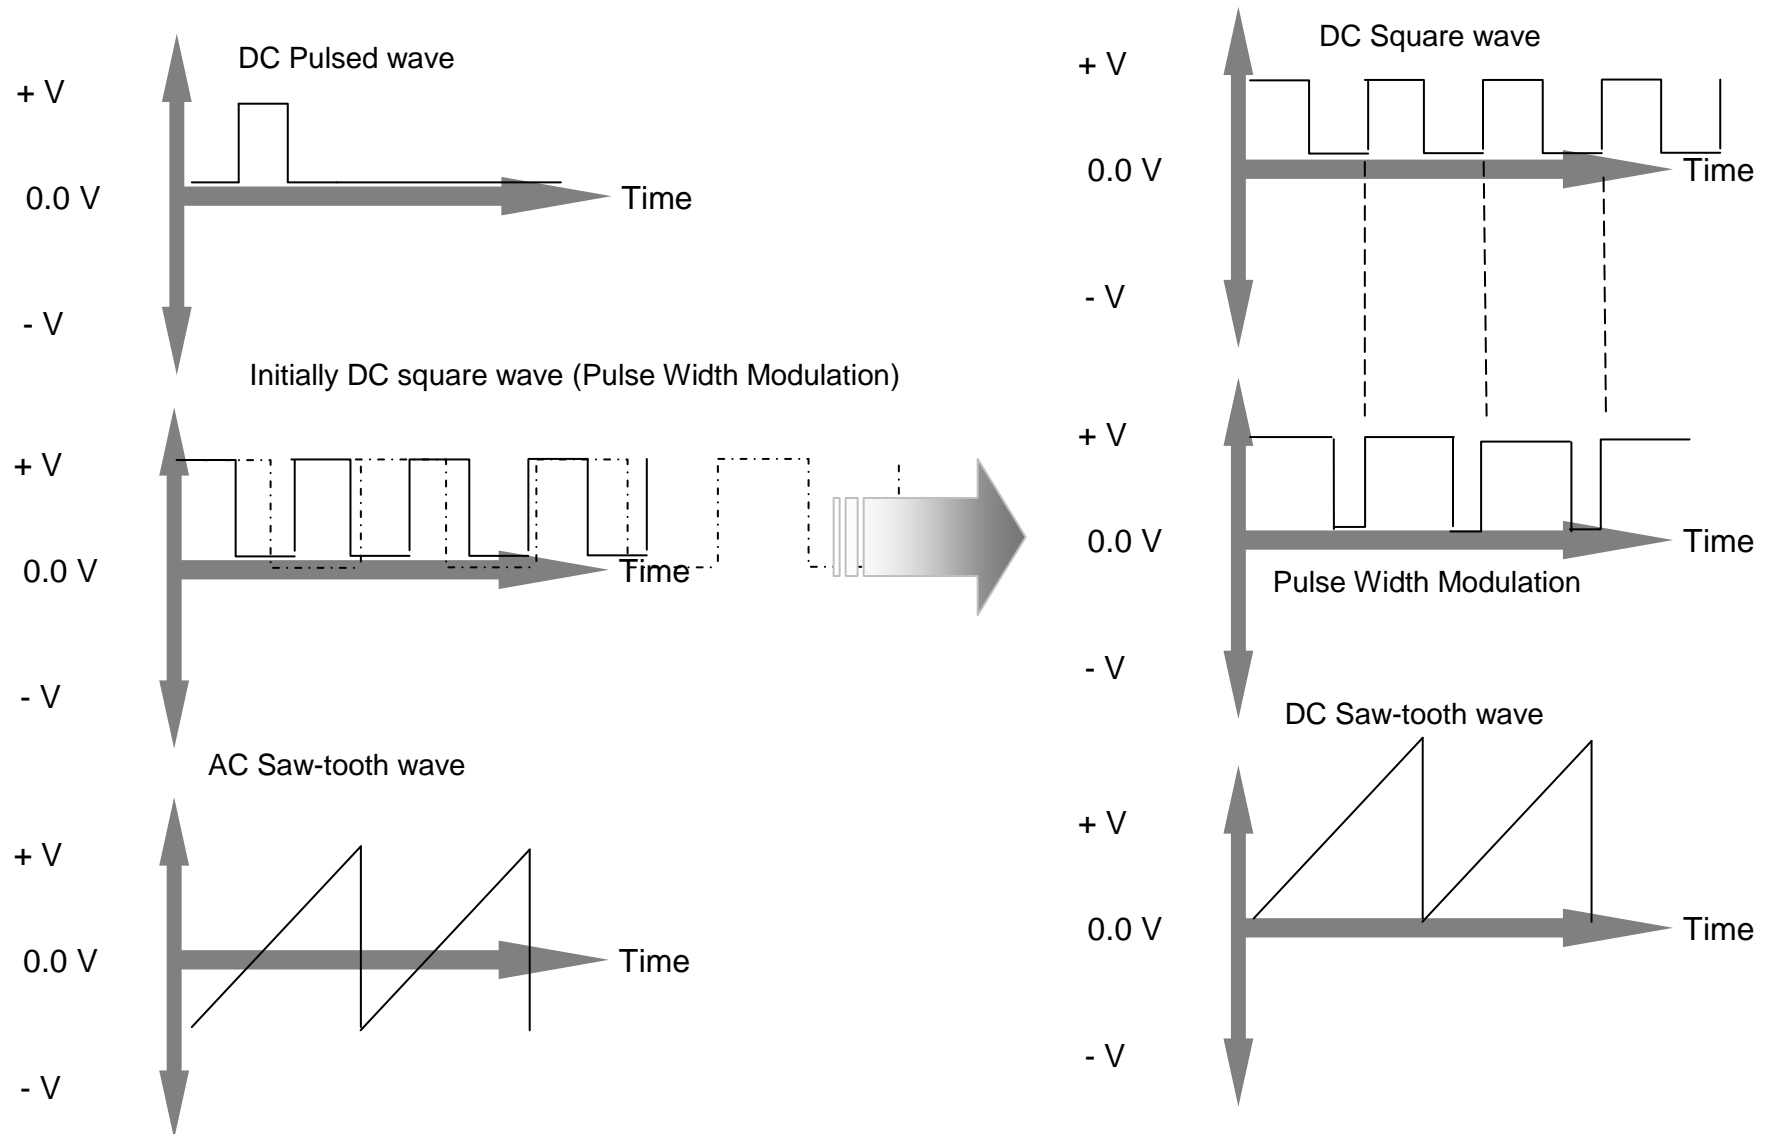 DC Pulsed wave
+ V
0.0 V
Time
- V
DC Square wave
+ V
0.0 V
Time
- V
Initially DC square wave (Pulse Width Modulation)
+ V
0.0 V
Time
- V
+ V
0.0 V
Time
Pulse Width Modulation
- V
AC Saw-tooth wave
+ V
0.0 V
Time
- V
DC Saw-tooth wave
+ V
0.0 V
Time
- V